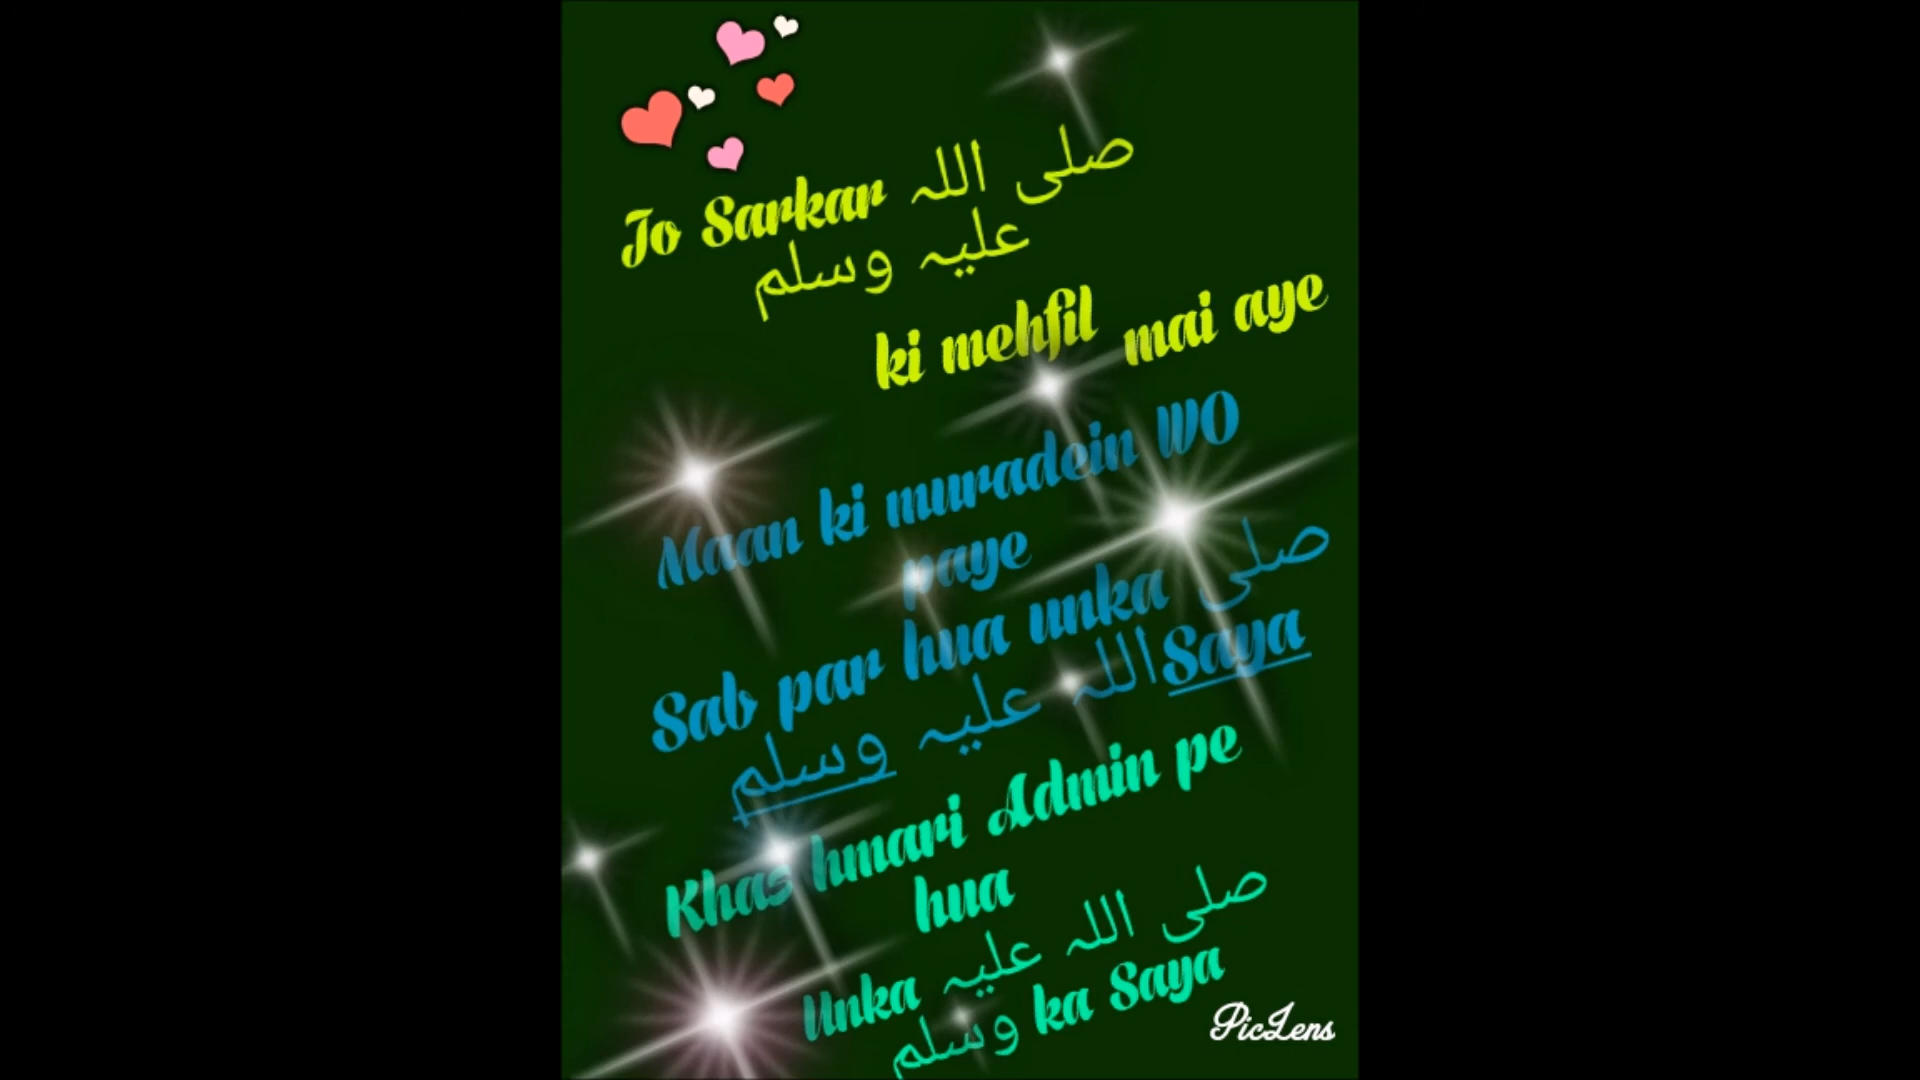 Jo Sarkar صلی اللہ
علیہ وسلم
ki mehfil mai aye
Maan ki muradein WO
paye
Sab par hua unka صلی
اللہ علیہ وسلم Saya
Khas hmari Admin pe
hua
Unka صلی اللہ علیہ
وسلم ka Saya
PicLens